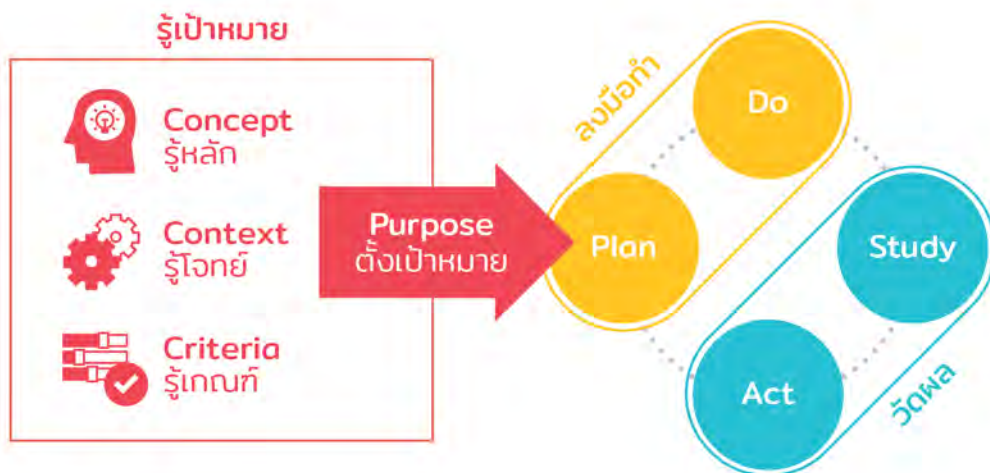 รู้เป้าหมาย
Concept
รู้หลัก
Context
รู้โจทย์
Criteria
รู้เกณฑ์
Purpose
ตั้งเป้าหมาย
ลงมือทำ
Plan
Do
Study
Act
วัดผล